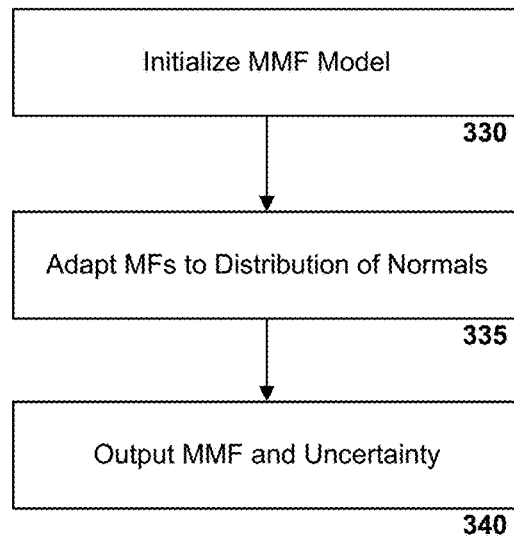 Initialize MMF Model
330
Adapt MFs to Distribution of Normals
335
Output MMF and Uncertainty
340